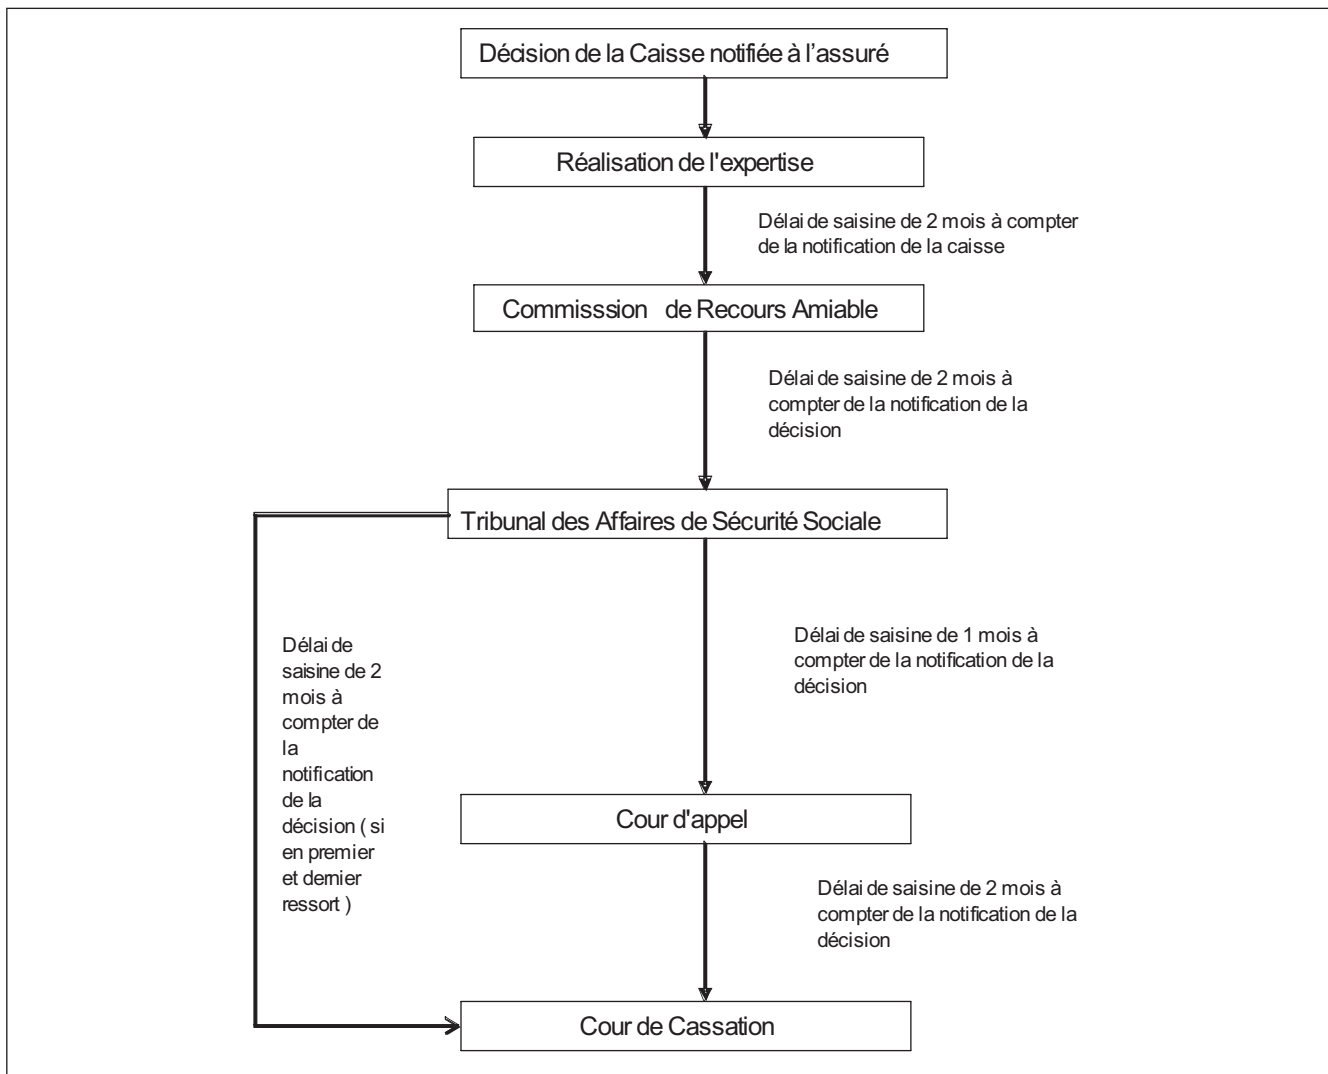 Décision de la Caisse notifiée à l’assuré
Réalisation de l'expertise
Délai de saisine de 2 mois à compter
de la notification de la caisse
Commisssion de Recours Amiable
Délai de saisine de 2 mois à
compter de la notification de la
décision
Tribunal des Affaires de Sécurité Sociale
Délai de
saisine de 2
mois à
compter de
la
notification
de la
décision ( si
en premier
et dernier
ressort )
Délai de saisine de 1 mois à
compter de la notification de la
décision
Cour d'appel
Délai de saisine de 2 mois à
compter de la notification de la
décision
Cour de Cassation